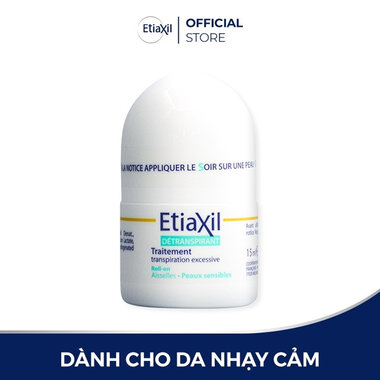 EtiaXil
OFFICIAL
STORE
LA NOTICE APPLIQUER LE SOIR SUR UNE PEAU
EtiaXil
DÉTRANSPIRANT
Traitement
transpiration excessive
Roll-on
Aisselles - Peaux sensibles
15 ml
DÀNH CHO DA NHẠY CẢM